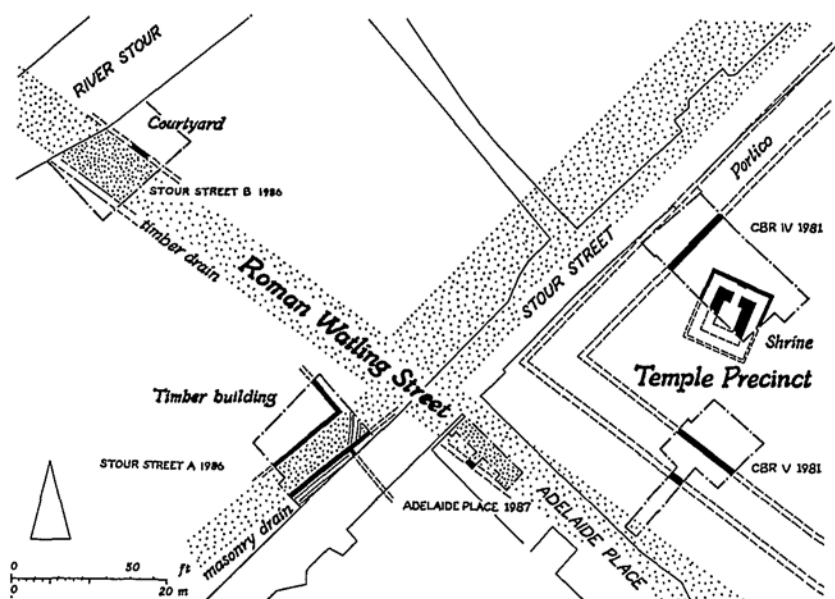 RIVER STOUR
Courtyard
STOUR STREET B 1986
timber drain
Roman Watling Street
STOUR STREET
Portico
CBR IV 1981
Shrine
Temple Precinct
Timber building
STOUR STREET A 1986
CBR V 1981
ADELAIDE PLACE 1987
ADELAIDE PLACE
masonry drain
0 50 ft
0 20 m